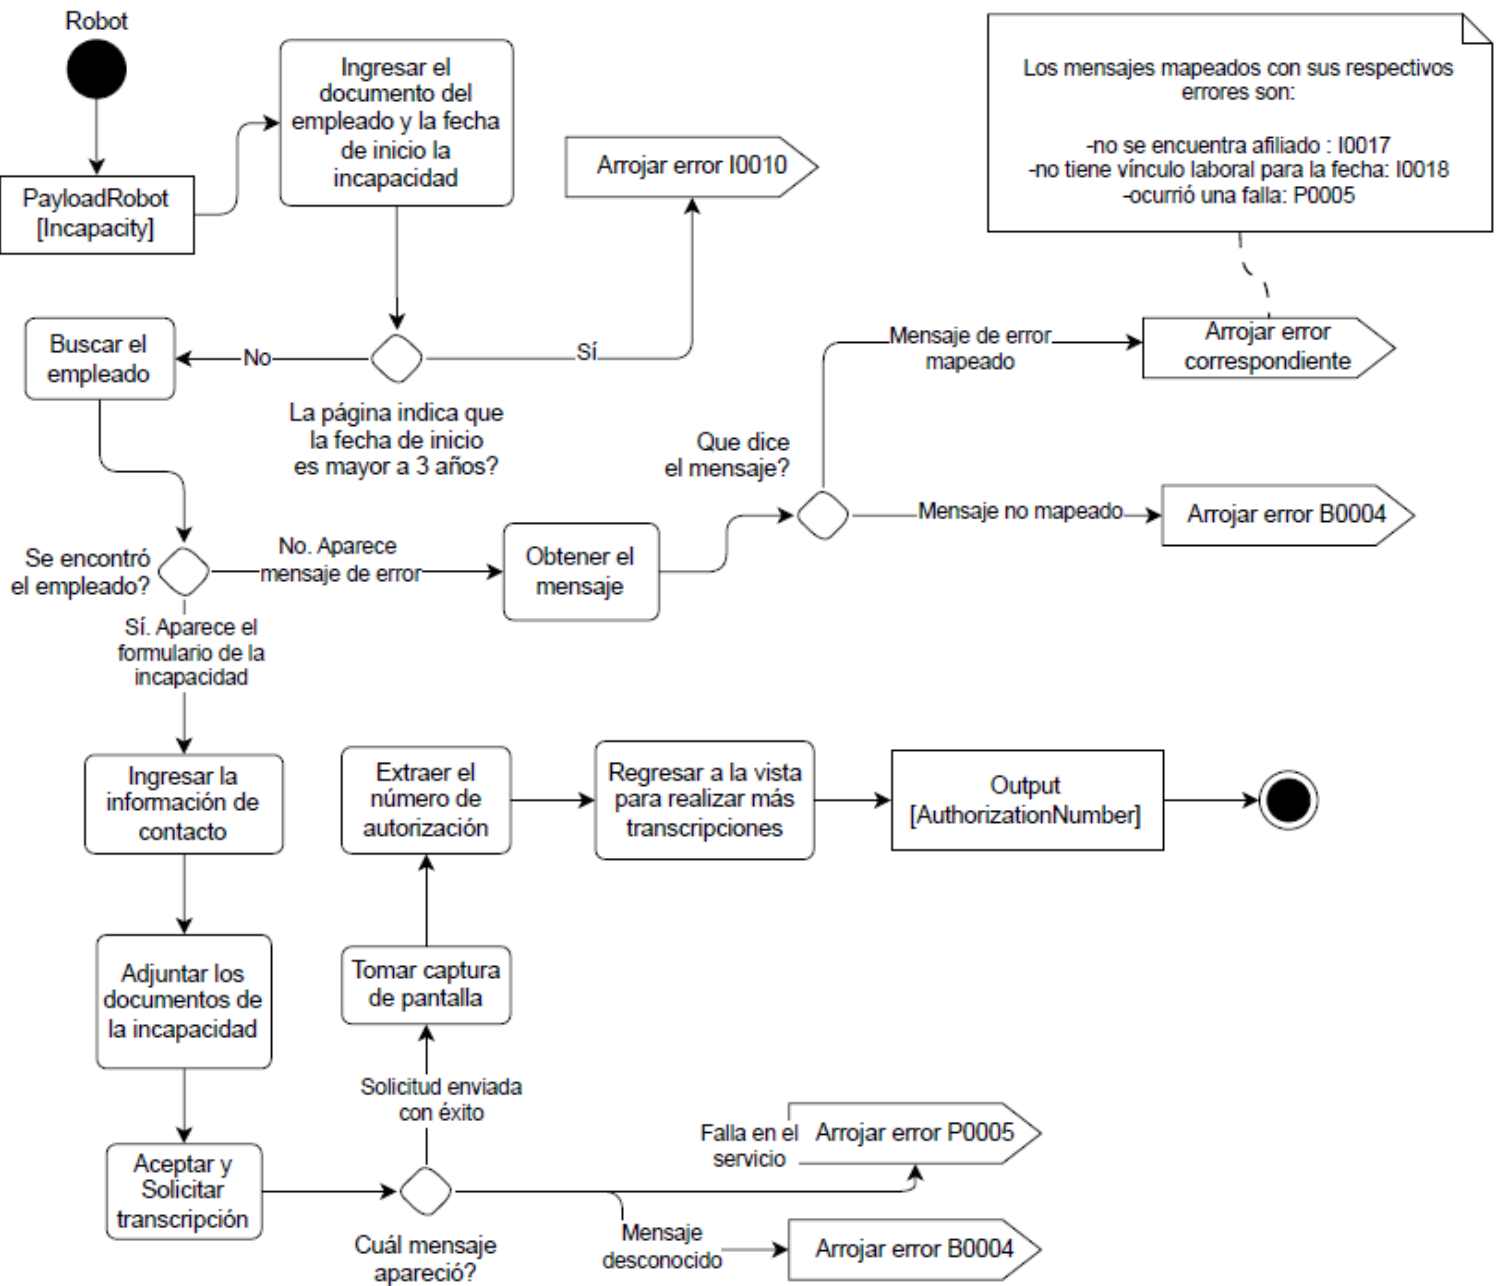 Robot
Ingresar el
documento del
empleado y la fecha
de inicio la
incapacidad
Los mensajes mapeados con sus respectivos
errores son:
-no se encuentra afiliado : I0017
-no tiene vínculo laboral para la fecha: I0018
-ocurrió una falla: P0005
Arrojar error I0010
PayloadRobot
[Incapacity]
Buscar el
empleado
No
Sí
La página indica que
la fecha de inicio
es mayor a 3 años?
Mensaje de error
mapeado
Arrojar error
correspondiente
Que dice
el mensaje?
Mensaje no mapeado
Arrojar error B0004
Se encontró
el empleado?
No. Aparece
mensaje de error
Obtener el
mensaje
Sí. Aparece el
formulario de la
incapacidad
Ingresar la
información de
contacto
Extraer el
número de
autorización
Regresar a la vista
para realizar más
transcripciones
Output
[AuthorizationNumber]
Adjuntar los
documentos de
la incapacidad
Tomar captura
de pantalla
Solicitud enviada
con éxito
Falla en el
servicio
Arrojar error P0005
Aceptar y
Solicitar
transcripción
Cuál mensaje
apareció?
Mensaje
desconocido
Arrojar error B0004